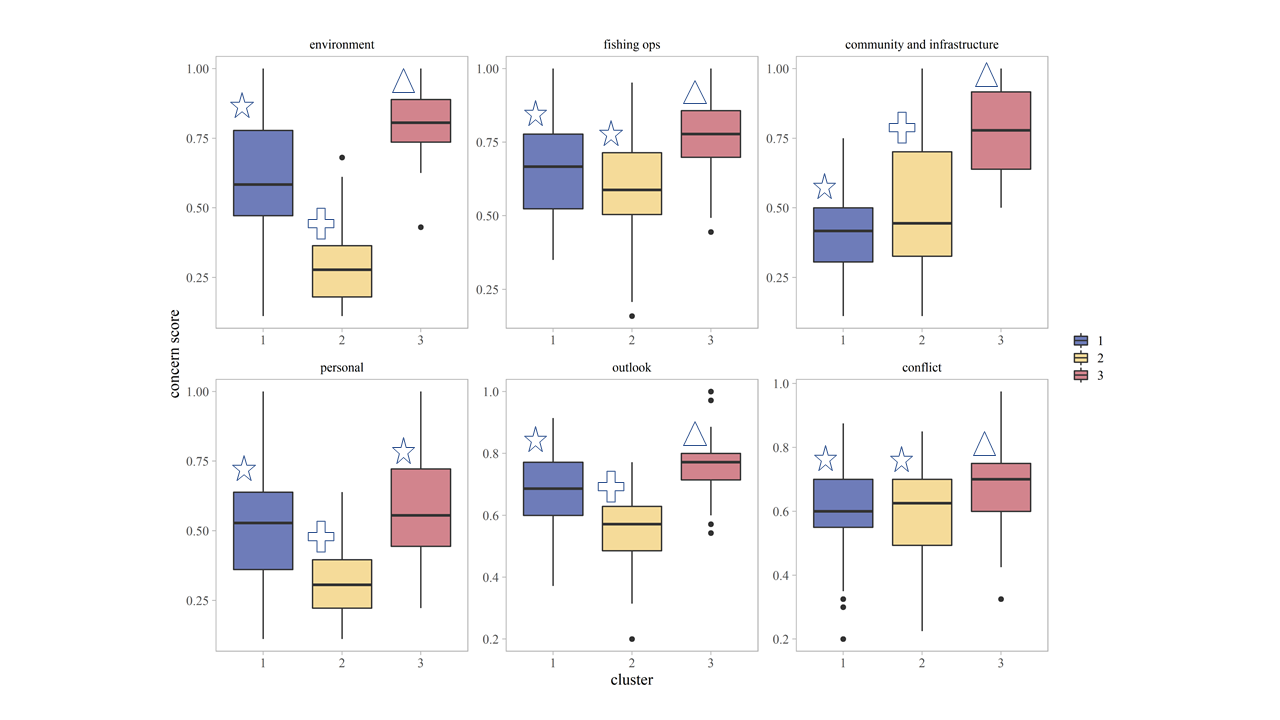 environment
fishing ops
community and infrastructure
1.00
0.75
0.50
0.25
1 2 3
1.00
0.75
0.50
0.25
1 2 3
1.00
0.75
0.50
0.25
1 2 3
concern score
personal
outlook
conflict
1.00
0.75
0.50
0.25
1 2 3
1.0
0.8
0.6
0.4
0.2
1 2 3
1.0
0.8
0.6
0.4
0.2
1 2 3
cluster
1
2
3